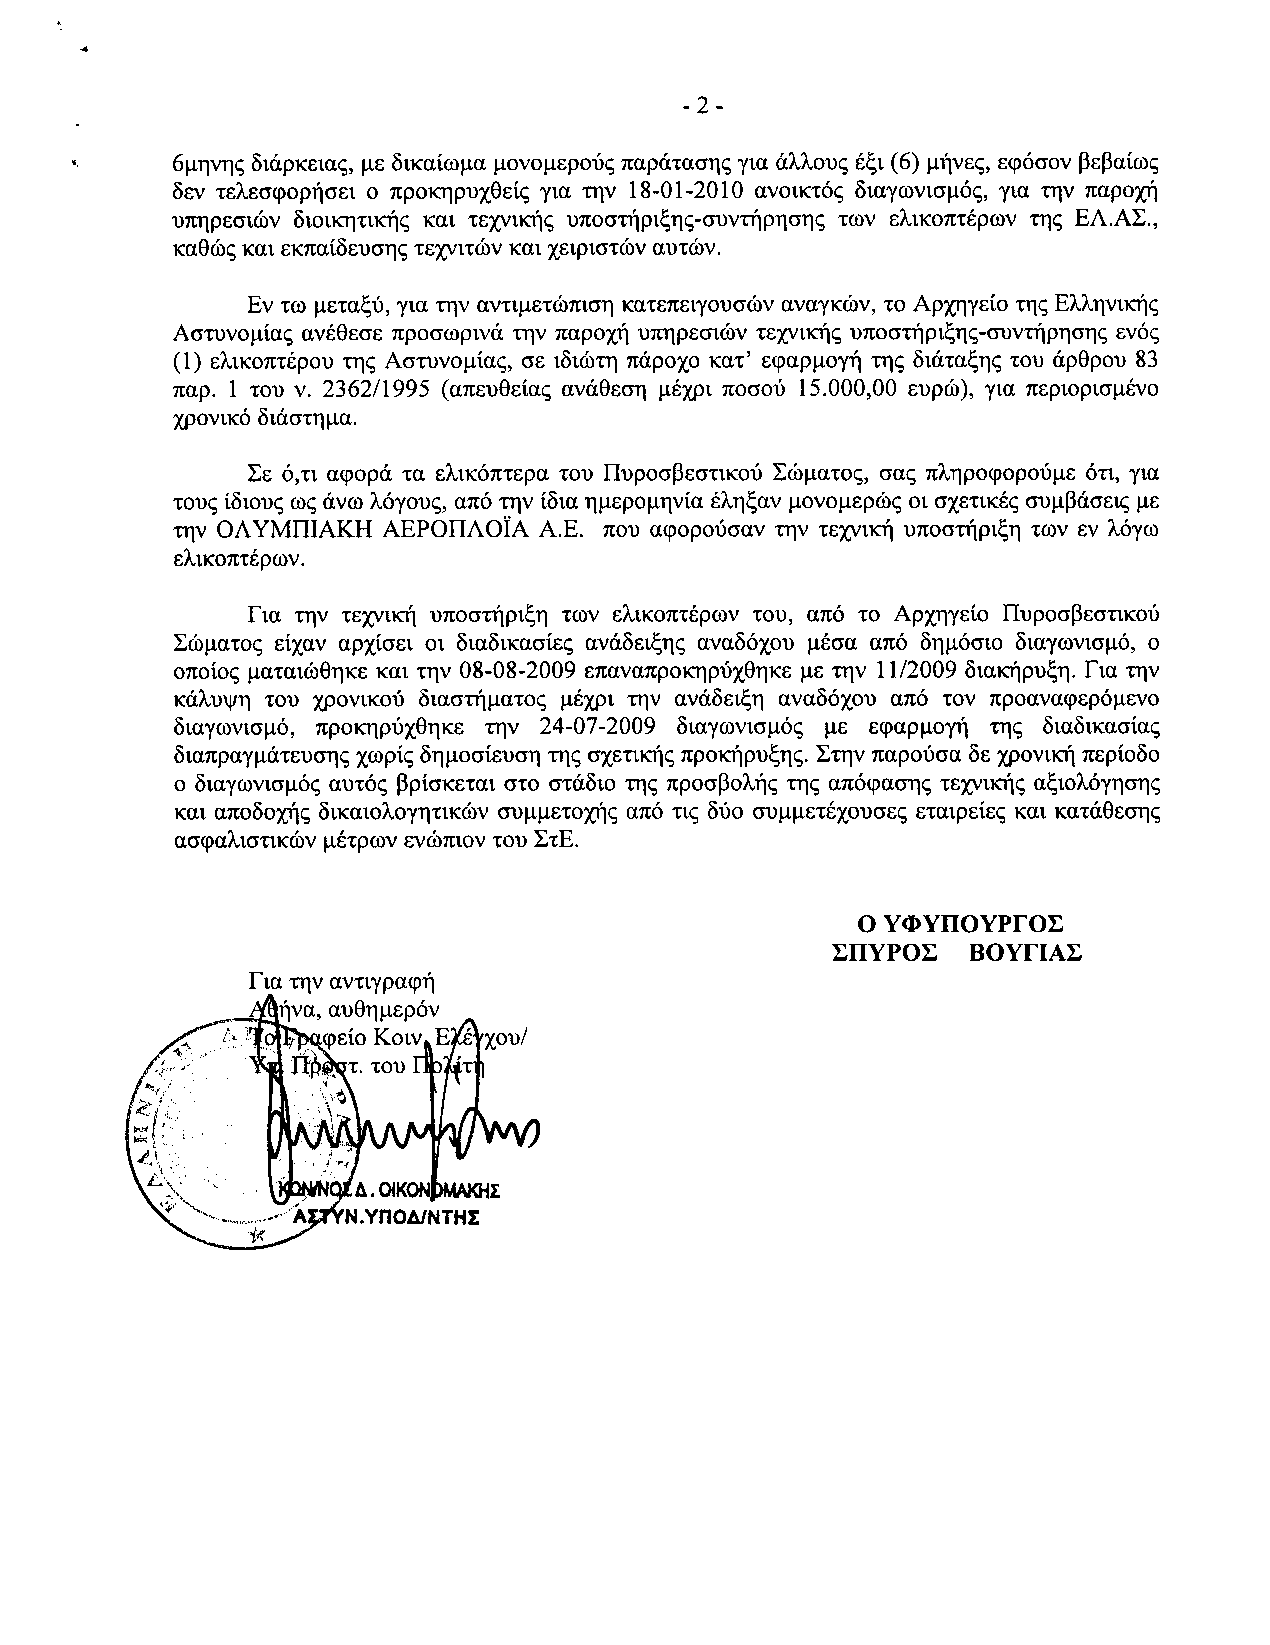 - 2 -
6μηνης διάρκειας, με δικαίωμα μονομερούς παράτασης για άλλους έξι (6) μήνες, εφόσον βεβαίως
δεν τελεσφορήσει ο προκηρυχθείς για την 18-01-2010 ανοικτός διαγωνισμός, για την παροχή
υπηρεσιών διοικητικής και τεχνικής υποστήριξης-συντήρησης των ελικοπτέρων της ΕΛ.ΑΣ.,
καθώς και εκπαίδευσης τεχνιτών και χειριστών αυτών.
Εν τω μεταξύ, για την αντιμετώπιση κατεπειγουσών αναγκών, το Αρχηγείο της Ελληνικής
Αστυνομίας ανέθεσε προσωρινά την παροχή υπηρεσιών τεχνικής υποστήριξης-συντήρησης ενός
(1) ελικοπτέρου της Αστυνομίας, σε ιδιώτη πάροχο κατ’ εφαρμογή της διάταξης του άρθρου 83
παρ. 1 του ν. 2362/1995 (απευθείας ανάθεση μέχρι ποσού 15.000,00 ευρώ), για περιορισμένο
χρονικό διάστημα.
Σε ό,τι αφορά τα ελικόπτερα του Πυροσβεστικού Σώματος, σας πληροφορούμε ότι, για
τους ίδιους ως άνω λόγους, από την ίδια ημερομηνία έληξαν μονομερώς οι σχετικές συμβάσεις με
την ΟΛΥΜΠΙΑΚΗ ΑΕΡΟΠΛΟΪΑ Α.Ε. που αφορούσαν την τεχνική υποστήριξη των εν λόγω
ελικοπτέρων.
Για την τεχνική υποστήριξη των ελικοπτέρων του, από το Αρχηγείο Πυροσβεστικού
Σώματος είχαν αρχίσει οι διαδικασίες ανάδειξης αναδόχου μέσα από δημόσιο διαγωνισμό, ο
οποίος ματαιώθηκε και την 08-08-2009 επαναπροκηρύχθηκε με την 11/2009 διακήρυξη. Για την
κάλυψη του χρονικού διαστήματος μέχρι την ανάδειξη αναδόχου από τον προαναφερόμενο
διαγωνισμό, προκηρύχθηκε την 24-07-2009 διαγωνισμός με εφαρμογή της διαδικασίας
διαπραγμάτευσης χωρίς δημοσίευση της σχετικής προκήρυξης. Στην παρούσα δε χρονική περίοδο
ο διαγωνισμός αυτός βρίσκεται στο στάδιο της προσβολής της απόφασης τεχνικής αξιολόγησης
και αποδοχής δικαιολογητικών συμμετοχής από τις δύο συμμετέχουσες εταιρείες και κατάθεσης
ασφαλιστικών μέτρων ενώπιον του ΣτΕ.
Ο ΥΦΥΠΟΥΡΓΟΣ
ΣΠΥΡΟΣ ΒΟΥΓΙΑΣ
Για την αντιγραφή
Αθήνα, αυθημερόν
Το Γραφείο Κοιν. Ελέγχου/
Υπ. Προστ. του Πολίτη
ΚΩΝ/ΝΟΣ Δ. ΟΙΚΟΝΟΜΑΚΗΣ
ΑΣΤΥΝ.ΥΠΟΔ/ΝΤΗΣ